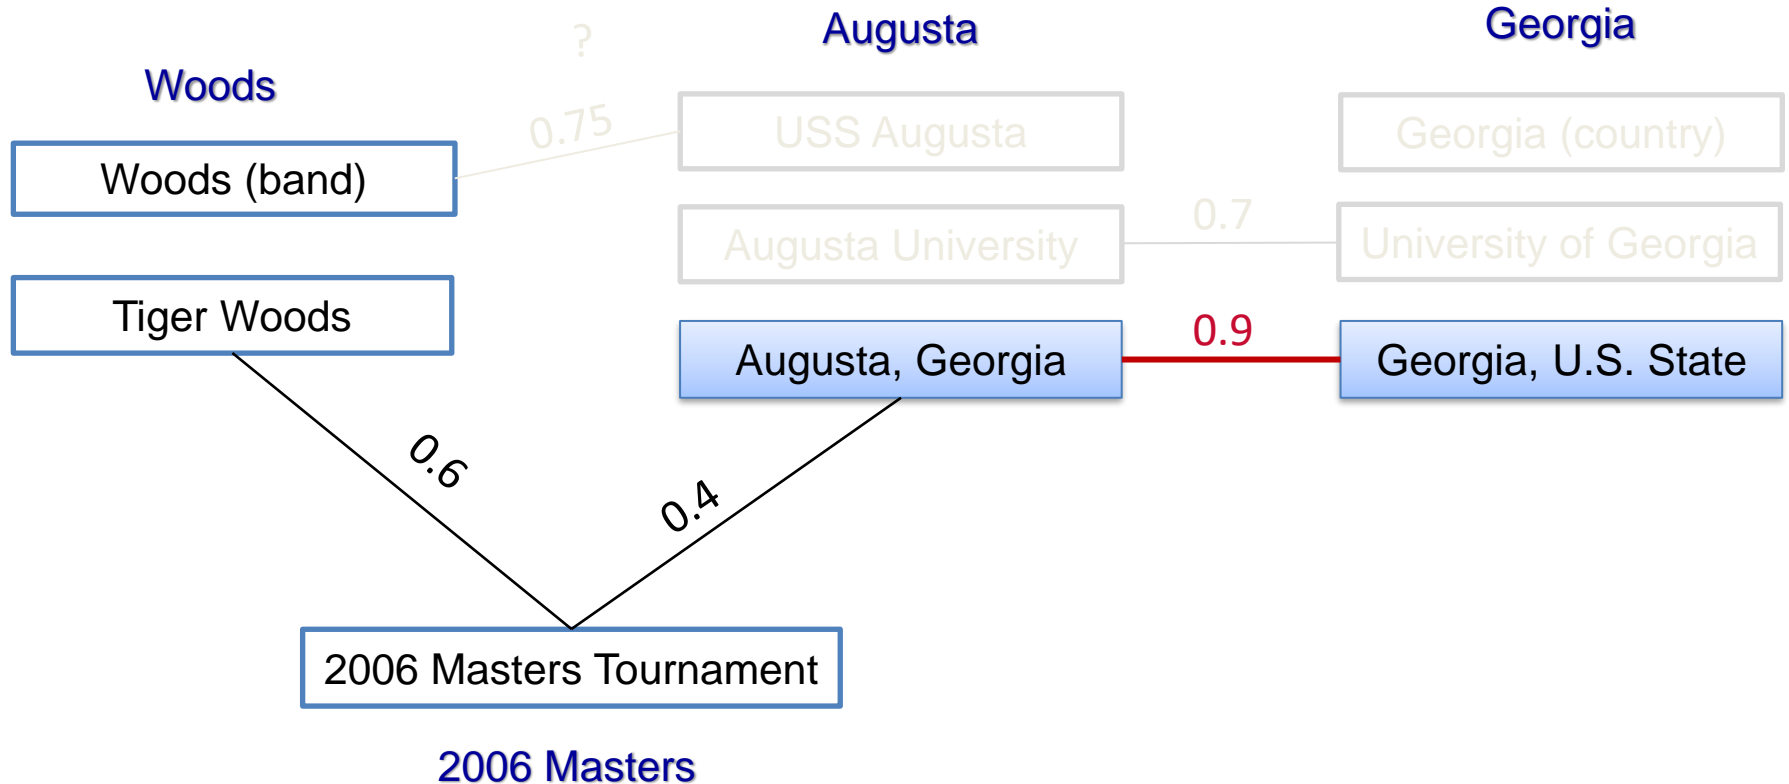 Woods
?
Augusta
Georgia
Woods (band)
0.75
USS Augusta
Georgia (country)
Augusta University
0.7
University of Georgia
Tiger Woods
Augusta, Georgia
0.9
Georgia, U.S. State
0.6
0.4
2006 Masters Tournament
2006 Masters